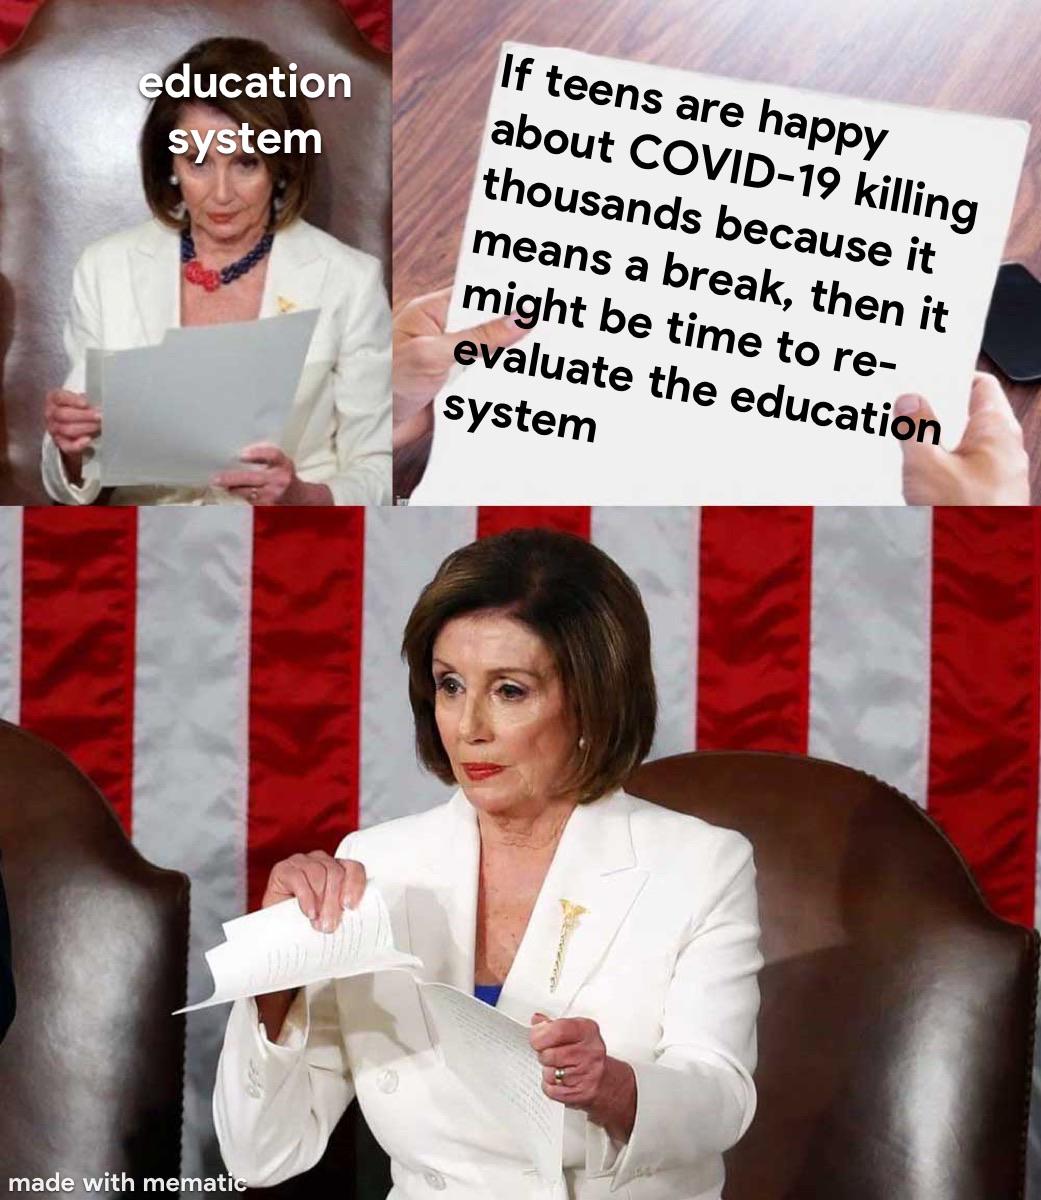 education
system
If teens are happy
about COVID-19 killing
thousands because it
means a break, then it
might be time to re-
evaluate the education
system
made with mematic